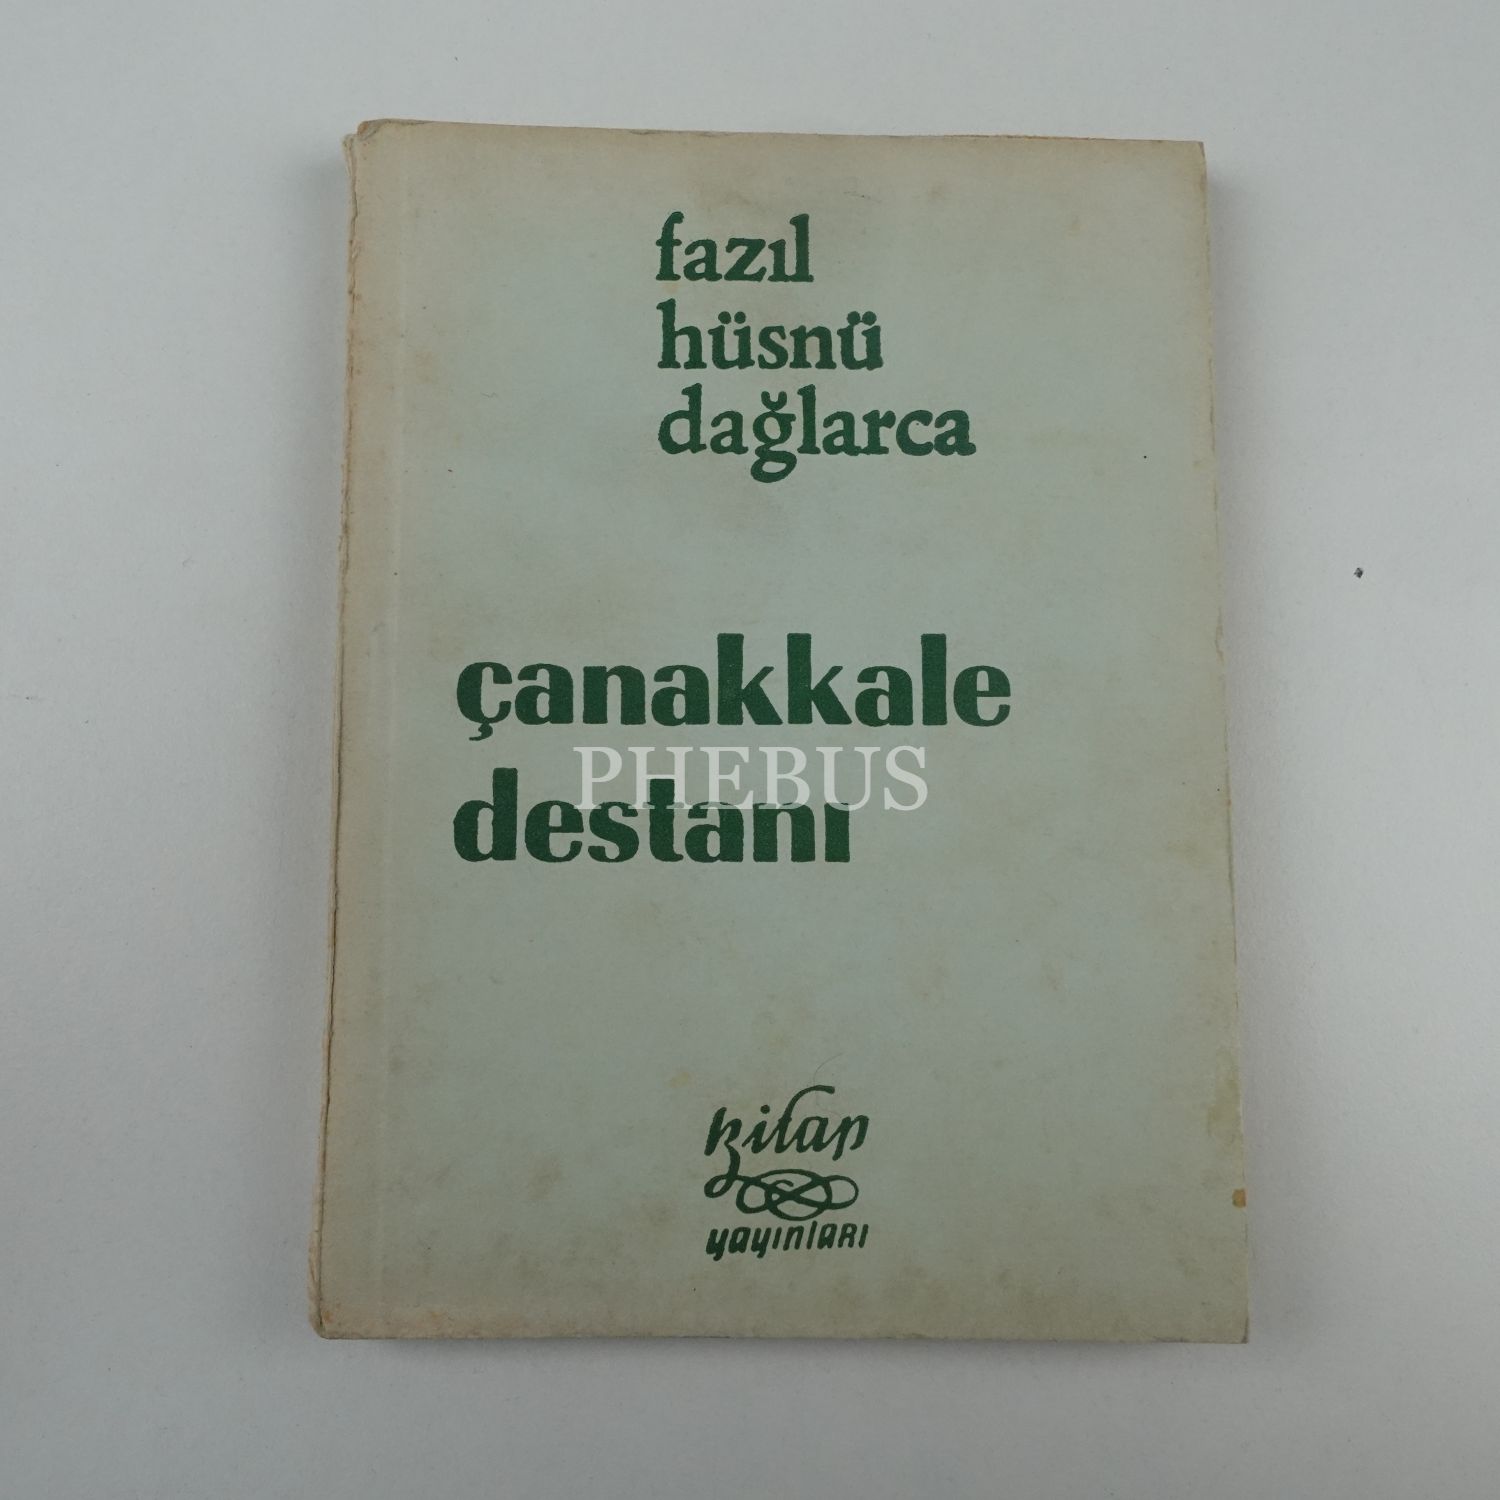 fazıl
hüsnü
dağlarca
çanakkale
PHEBUS
destanı
kitap
yayınları